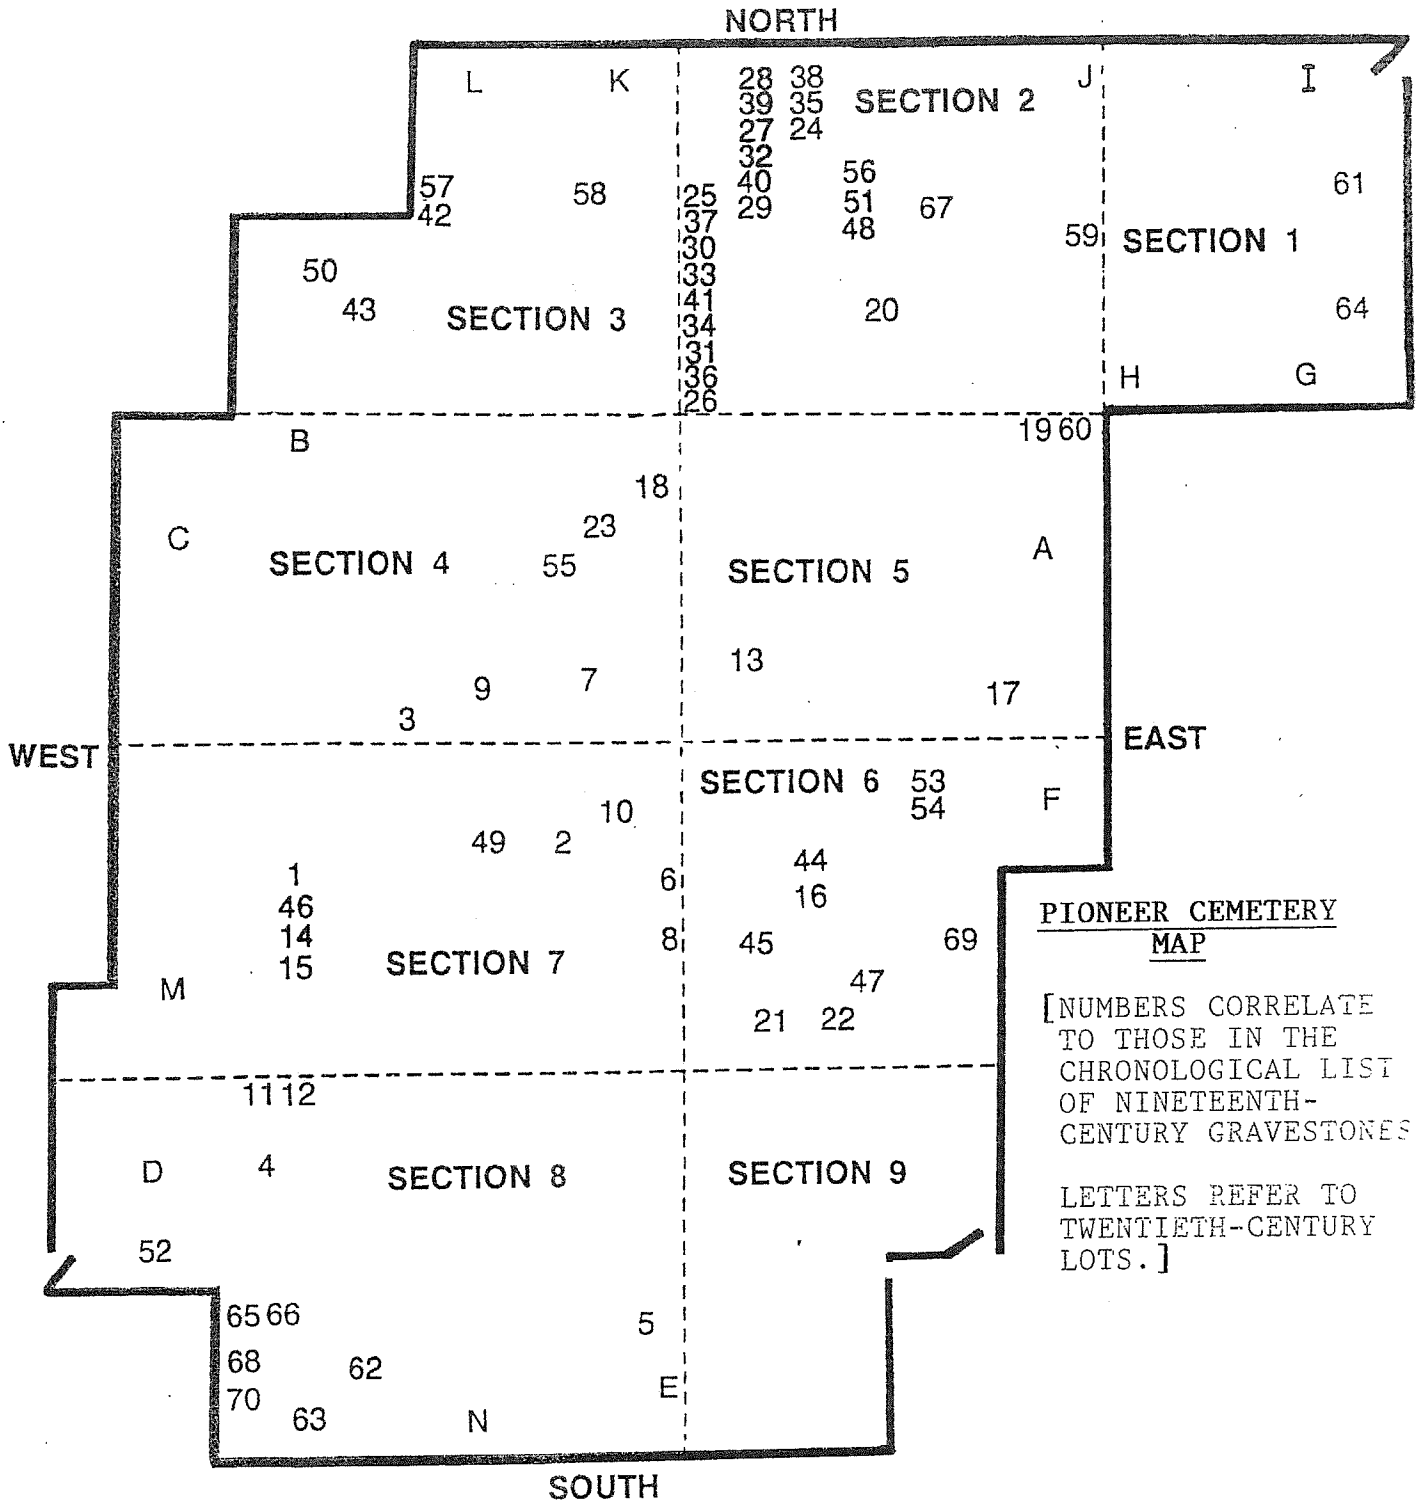 NORTH
L K 28 38 J I
39 35 SECTION 2
27 24
32
57 58 40 56 61
42 25 29 51 67
37 48
30 59 SECTION 1
50 33
43 41 20 64
SECTION 3 34
31
36 H G
26
B 19 60
18
C 23
SECTION 4 55 SECTION 5 A
13
9 7 17
3
WEST EAST
SECTION 6 53
10 54 F
49 2
1 6 44
46 16
14 8 45 69
15 SECTION 7
M 47
21 22
PIONEER CEMETERY
MAP
[NUMBERS CORRELATE
TO THOSE IN THE
CHRONOLOGICAL LIST
OF NINETEENTH-
CENTURY GRAVESTONES
LETTERS REFER TO
TWENTIETH-CENTURY
LOTS.]
11 12
D 4 SECTION 8 SECTION 9
52
65 66 5
68 62
70 E
63 N
SOUTH